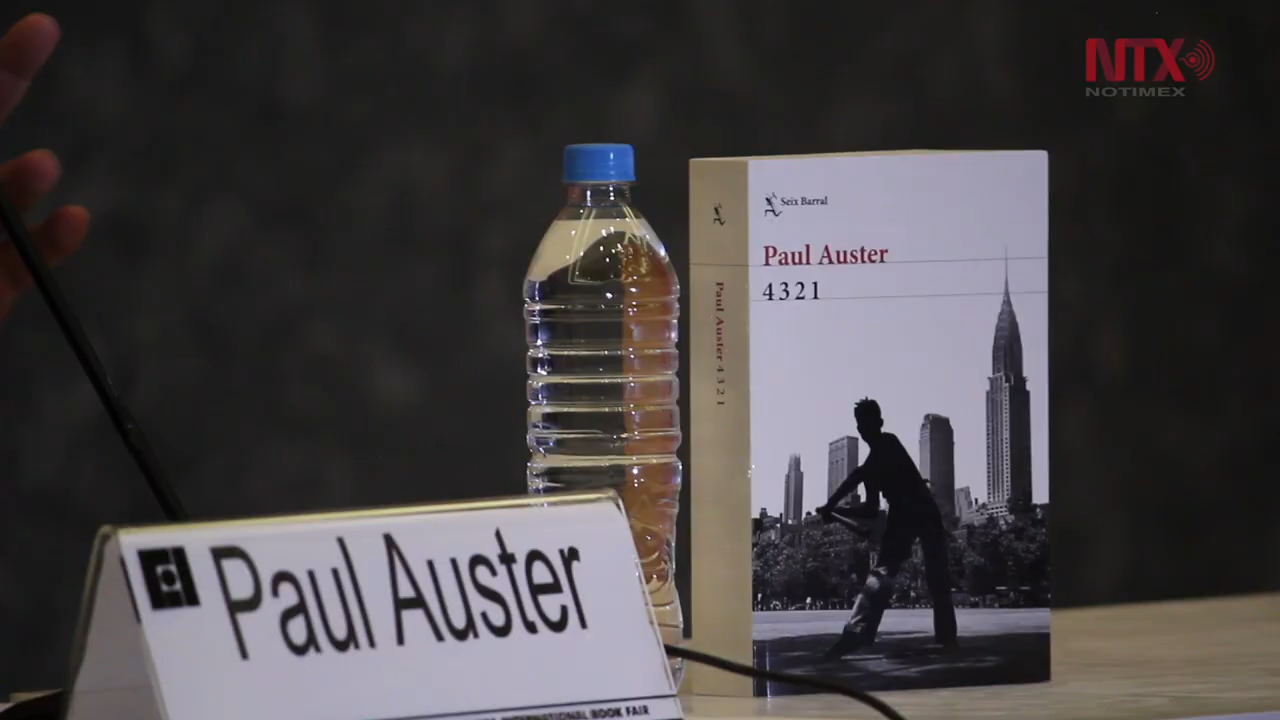 NTX
NOTIMEX
Seix Barral
Paul Auster
4 3 2 1
Paul Auster 4 3 2 1
Paul Auster
INTERNATIONAL BOOK FAIR